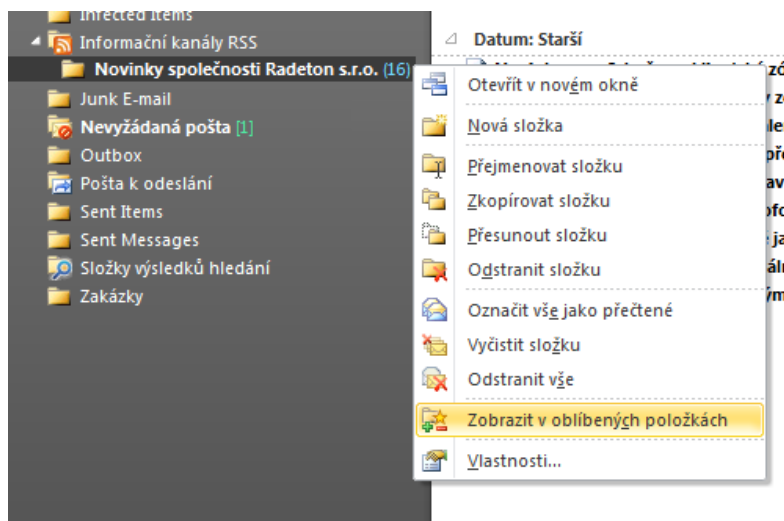 Infected Items
Informační kanály RSS
Novinky společnosti Radeton s.r.o. (16)
Junk E-mail
Nevyžádaná pošta [1]
Outbox
Pošta k odeslání
Sent Items
Sent Messages
Složky výsledků hledání
Zakázky
Datum: Starší
Otevřít v novém okně
Nová složka
Přejmenovat složku
Zkopírovat složku
Přesunout složku
Odstranit složku
Označit vše jako přečtené
Vyčistit složku
Odstranit vše
Zobrazit v oblíbených položkách
Vlastnosti...